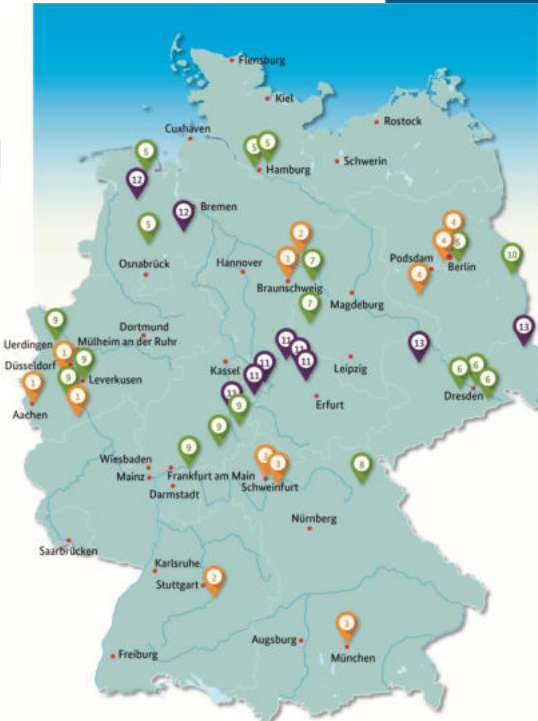 Flensburg
Kiel
Rostock
Cuxhaven
5
5
5
Hamburg
Schwerin
12
12
Bremen
5
2
4
4
5
10
Osnabrück
Hannover
1
7
Potsdam
4
Berlin
Braunschweig
7
Magdeburg
9
Dortmund
Uerdingen
Mülheim an der Ruhr
13
13
1
9
Düsseldorf
9
Leverkusen
Kassel
11
11
11
11
Leipzig
6
6
6
Dresden
1
Aachen
1
9
Erfurt
9
Wiesbaden
9
Frankfurt am Main
Mainz
Darmstadt
3
Schweinfurt
8
Nürnberg
Saarbrücken
Karlsruhe
Stuttgart
2
3
Augsburg
München
Freiburg